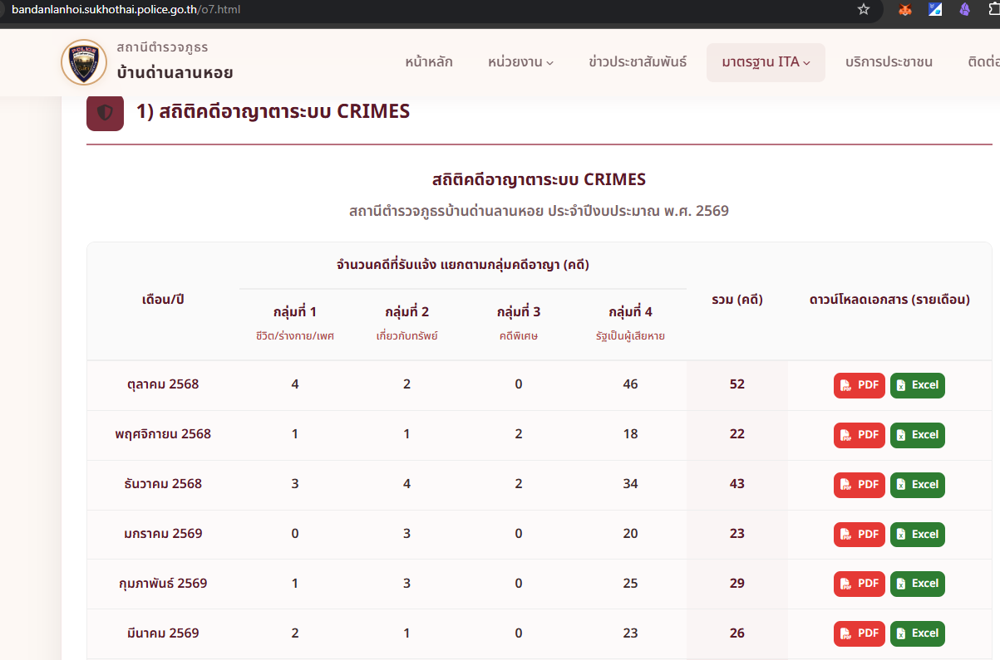 bandanlanhoi.sukhothai.police.go.th/o7.html
สถานีตำรวจภูธร
บ้านด่านลานหอย
หน้าหลัก
หน่วยงาน
ข่าวประชาสัมพันธ์
มาตรฐาน ITA
บริการประชาชน
ติดต่อ
POLICE
1) สถิติคดีอาญาตาระบบ CRIMES
สถิติคดีอาญาตาระบบ CRIMES
สถานีตำรวจภูธรบ้านด่านลานหอย ประจำปีงบประมาณ พ.ศ. 2569
เดือน/ปี
จำนวนคดีที่รับแจ้ง แยกตามกลุ่มคดีอาญา (คดี)
รวม (คดี)
ดาวน์โหลดเอกสาร (รายเดือน)
กลุ่มที่ 1 กลุ่มที่ 2 กลุ่มที่ 3 กลุ่มที่ 4
ชีวิต/ร่างกาย/เพศ เกี่ยวกับทรัพย์ คดีพิเศษ รัฐเป็นผู้เสียหาย
ตุลาคม 2568 4 2 0 46 52 PDF Excel
พฤศจิกายน 2568 1 1 2 18 22 PDF Excel
ธันวาคม 2568 3 4 2 34 43 PDF Excel
มกราคม 2569 0 3 0 20 23 PDF Excel
กุมภาพันธ์ 2569 1 3 0 25 29 PDF Excel
มีนาคม 2569 2 1 0 23 26 PDF Excel